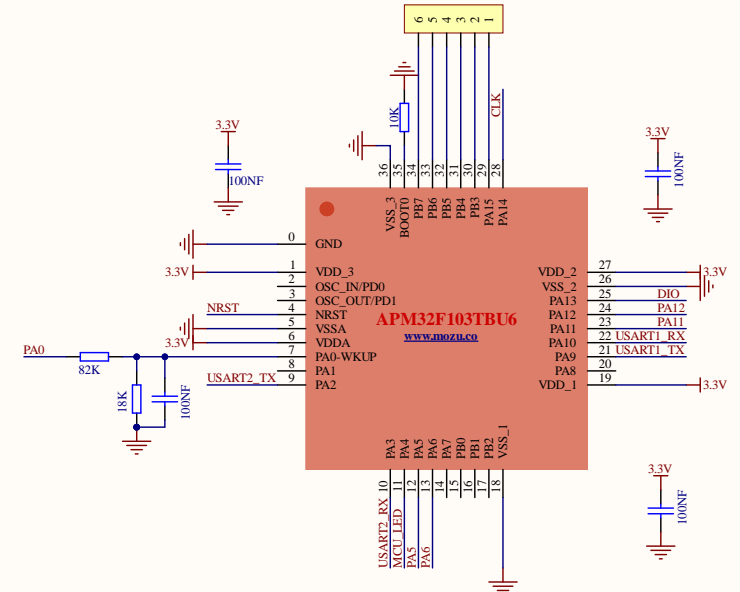 6 5 4 3 2 1
10K
CLK
3.3V
100NF
3.3V
100NF
36 35 34 33 32 31 30 29 28
VSS_3 BOOT0 PB7 PB6 PB5 PB4 PB3 PA15 PA14
0 GND
3.3V 1 VDD_3
2 OSC_IN/PD0
3 OSC_OUT/PD1
NRST 4 NRST
5 VSSA
3.3V 6 VDDA
PA0 82K 7 PA0-WKUP
8 PA1
USART2_TX 9 PA2
18K
100NF
APM32F103TBU6
www.mozu.co
VDD_2 27 3.3V
VSS_2 26
PA13 25 DIO
PA12 24 PA12
PA11 23 PA11
PA10 22 USART1_RX
PA9 21 USART1_TX
PA8 20
VDD_1 19 3.3V
PA3 PA4 PA5 PA6 PA7 PB0 PB1 PB2 VSS_1
10 11 12 13 14 15 16 17 18
USART2_RX MCU_LED PA5 PA6
3.3V
100NF